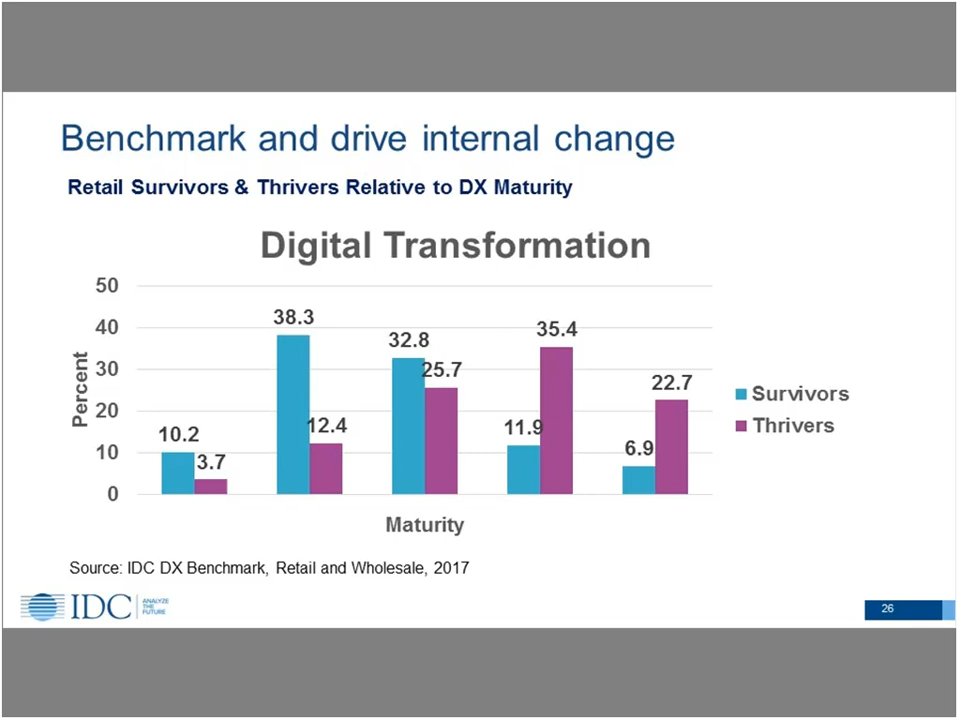 Benchmark and drive internal change
Retail Survivors & Thrivers Relative to DX Maturity
Digital Transformation
Percent
50
40
30
20
10
0
10.2
3.7
38.3
12.4
32.8
25.7
11.9
35.4
6.9
22.7
Survivors
Thrivers
Maturity
Source: IDC DX Benchmark, Retail and Wholesale, 2017
IDC
ANALYZE
THE
FUTURE
26